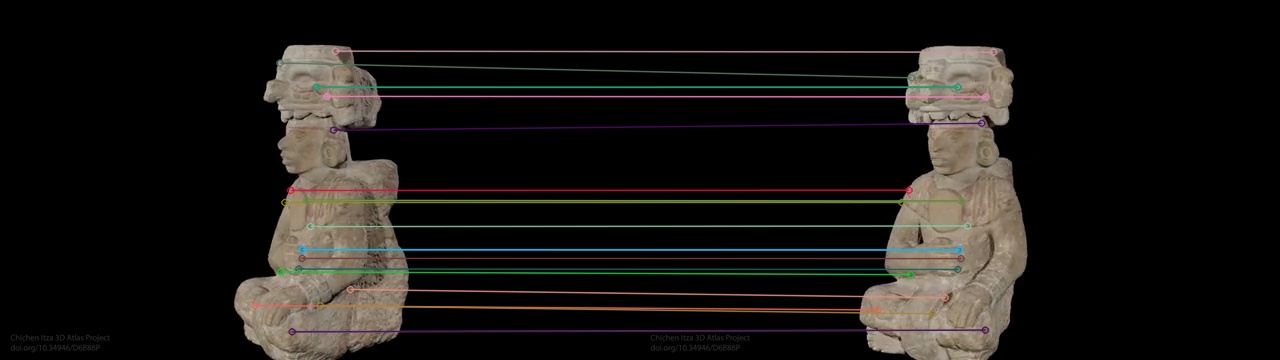 Chichen Itza 3D Atlas Project
doi.org/10.34946/D6B88P
Chichen Itza 3D Atlas Project
doi.org/10.34946/D6B88P